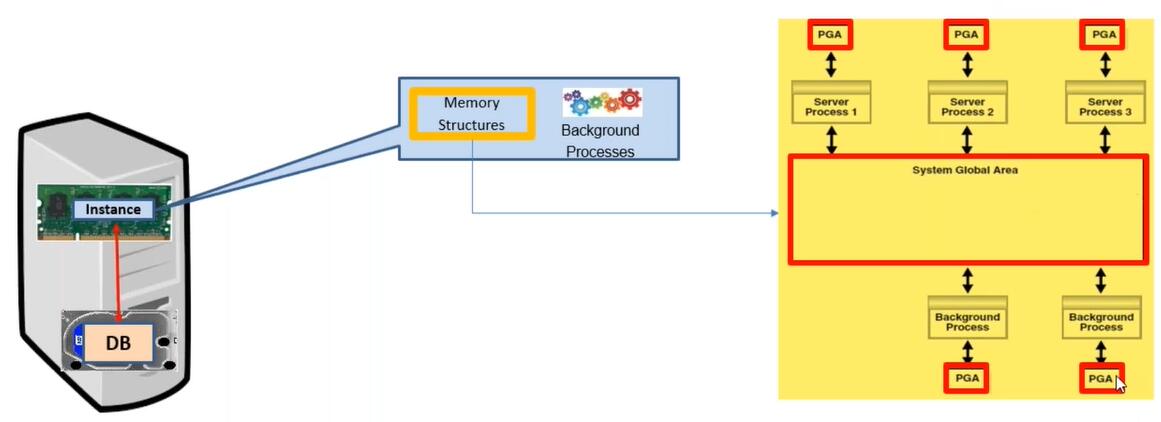 PGA
PGA
PGA
Memory
Structures
Background
Processes
Server
Process 1
Server
Process 2
Server
Process 3
System Global Area
Instance
DB
Background
Process
Background
Process
PGA
PGA